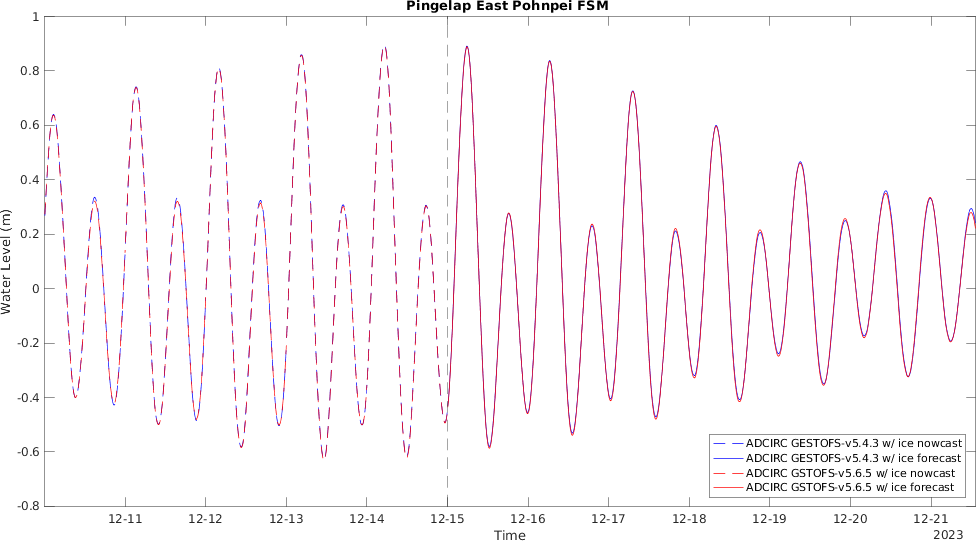 Pingelap East Pohnpei FSM
1
0.8
0.6
0.4
0.2
0
-0.2
-0.4
-0.6
-0.8
Water Level (m)
ADCIRC GESTOFS-v5.4.3 w/ ice nowcast
ADCIRC GESTOFS-v5.4.3 w/ ice forecast
ADCIRC GSTOFS-v5.6.5 w/ ice nowcast
ADCIRC GSTOFS-v5.6.5 w/ ice forecast
12-11 12-12 12-13 12-14 12-15 12-16 12-17 12-18 12-19 12-20 12-21
Time
2023